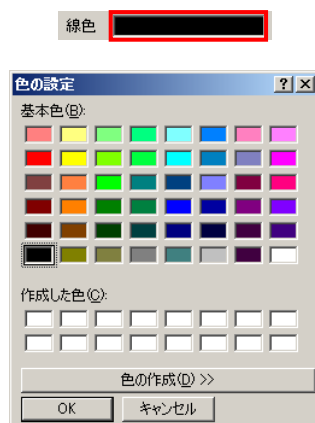 線色
色の設定
基本色(B):
作成した色(C):
色の作成(D) >>
OK
キャンセル